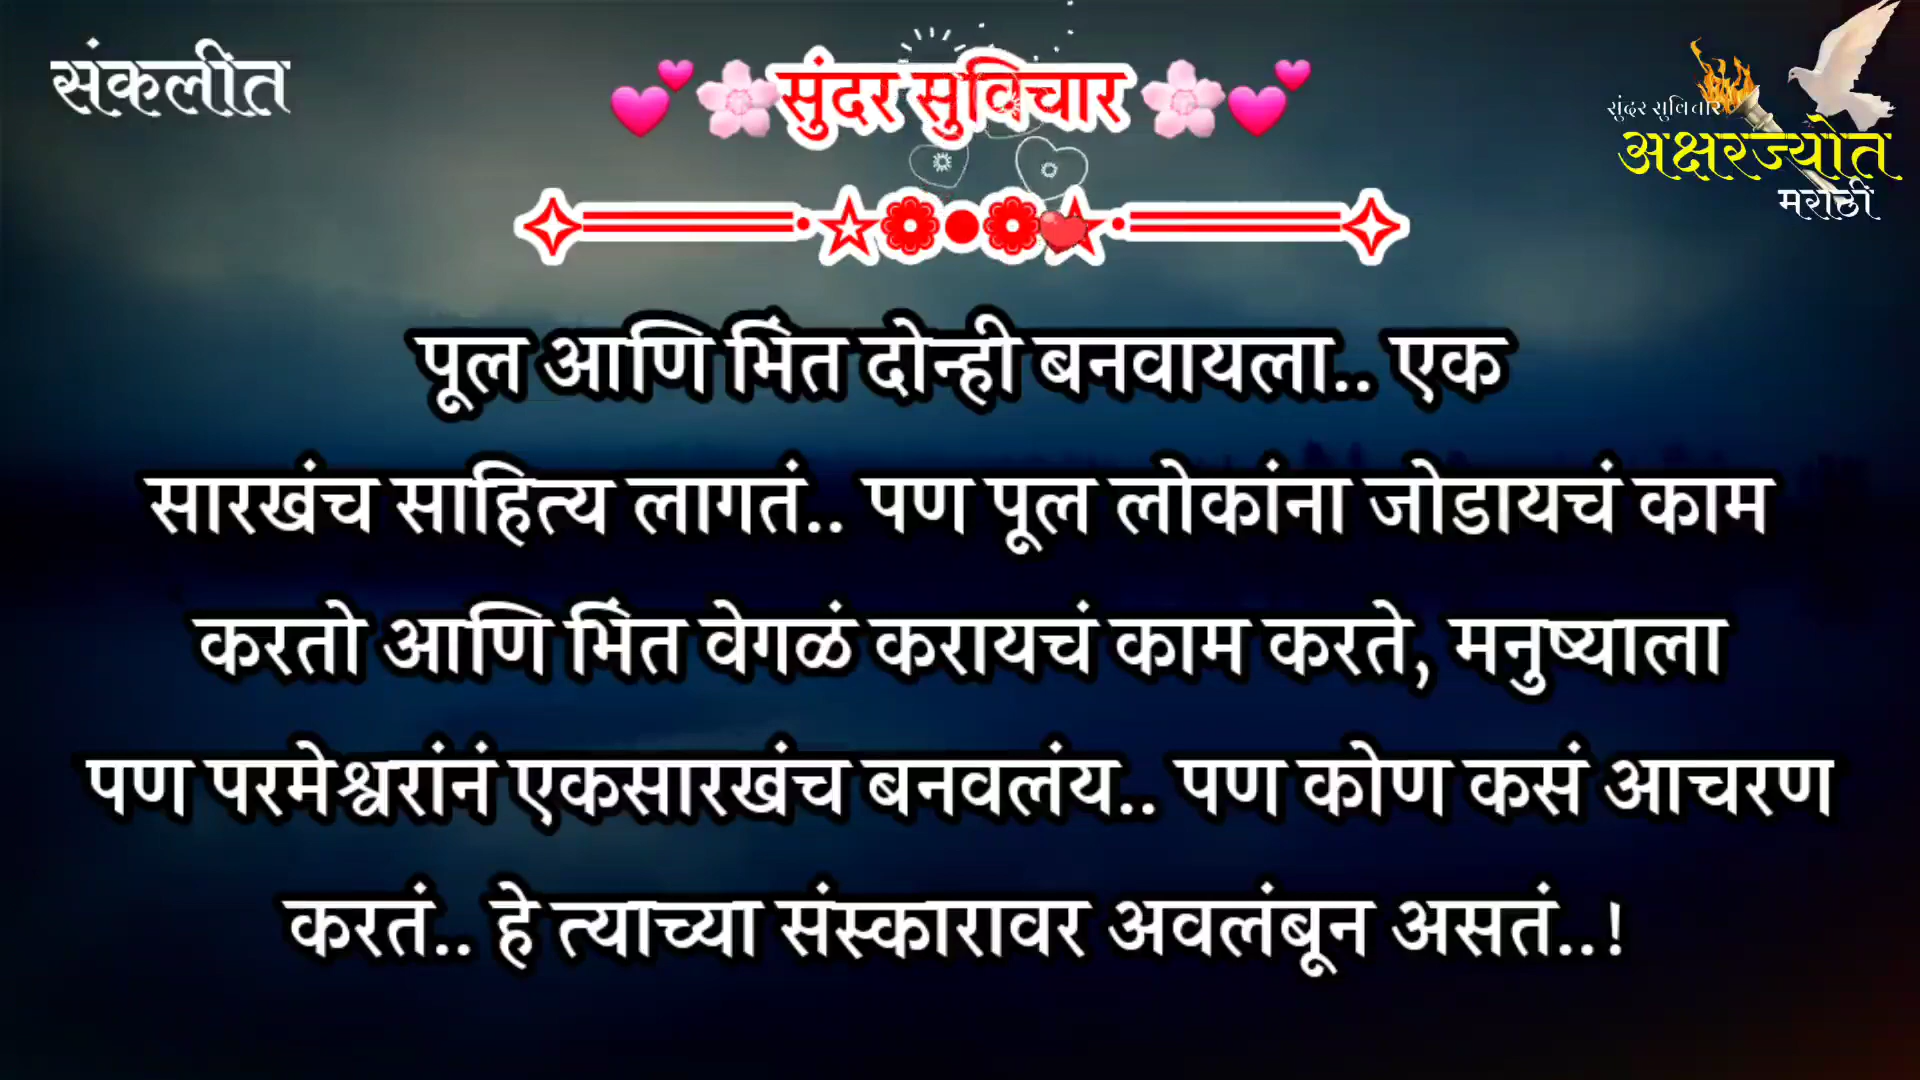 संकलीत
💕🌸सुंदर सुविचार 🌸💕
सुंदर सुविचार
अक्षरज्योत
मराठी
पूल आणि भिंत दोन्ही बनवायला.. एक
सारखंच साहित्य लागतं.. पण पूल लोकांना जोडायचं काम
करतो आणि भिंत वेगळं करायचं काम करते, मनुष्याला
पण परमेश्वरांनं एकसारखंच बनवलंय.. पण कोण कसं आचरण
करतं.. हे त्याच्या संस्कारावर अवलंबून असतं..!